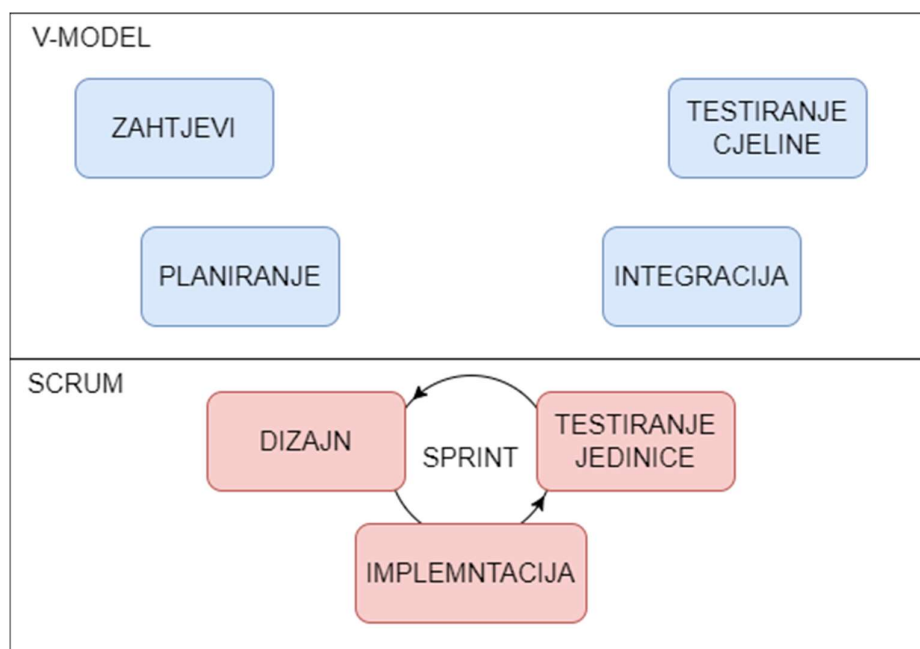 V-MODEL
ZAHTJEVI
TESTIRANJE
CJELINE
PLANIRANJE
INTEGRACIJA
SCRUM
DIZAJN
SPRINT
TESTIRANJE
JEDINICE
IMPLEMNTACIJA